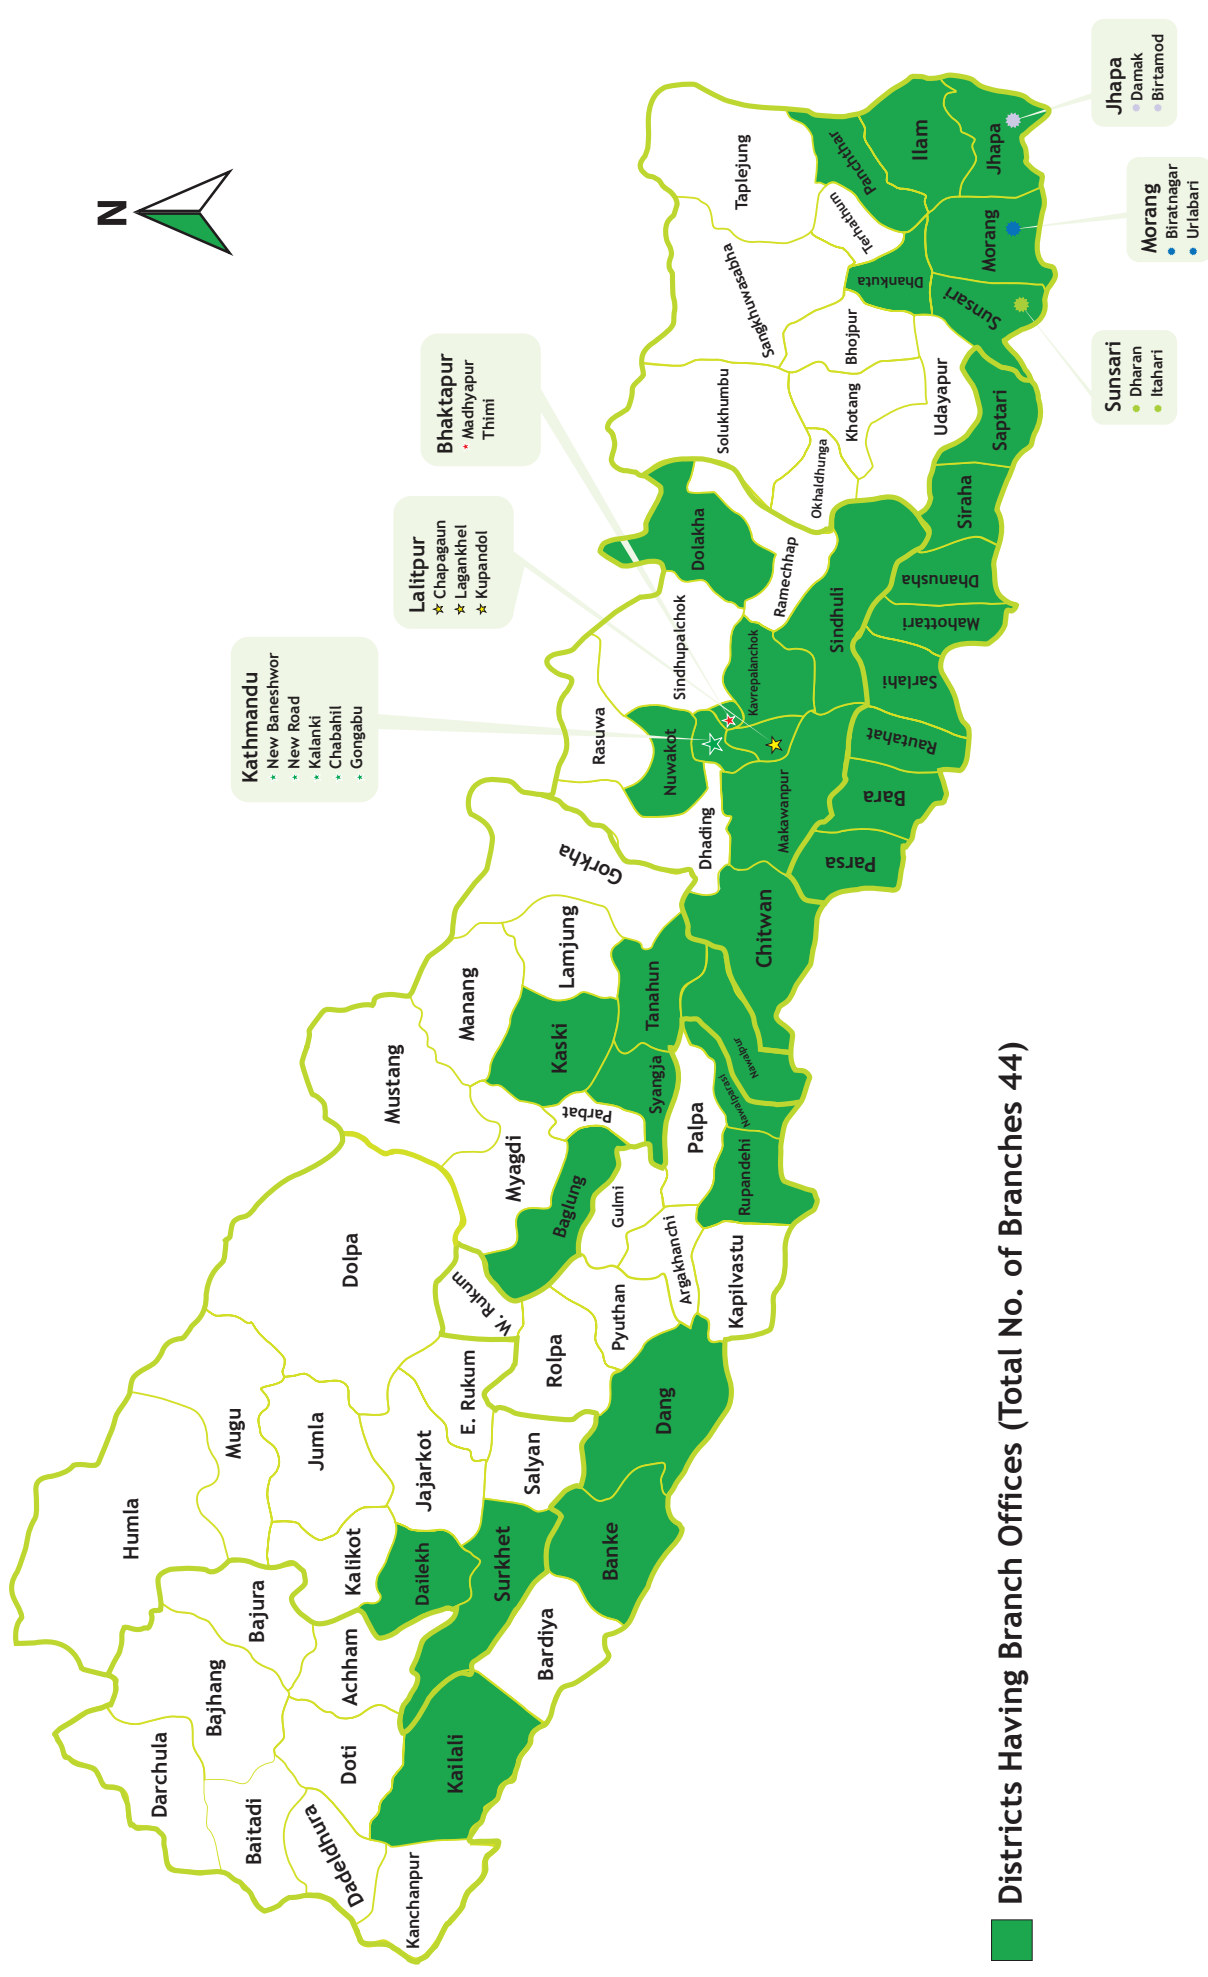 N
Humla
Darchula
Bajhang
Bajura
Mugu
Baitadi
Doti
Achham
Kalikot
Jumla
Dolpa
Dadeldhura
Kanchanpur
Kailali
Dailekh
Jajarkot
E. Rukum
W. Rukum
Surkhet
Salyan
Rolpa
Bardiya
Banke
Dang
Pyuthan
Mustang
Manang
Myagdi
Baglung
Parbat
Kaski
Lamjung
Gorkha
Gulmi
Argakhanchi
Kapilvastu
Palpa
Syangja
Tanahun
Rupandehi
Nawalparasi
Nawalpur
Chitwan
Dhading
Rasuwa
Nuwakot
Sindhupalchok
Makawanpur
Kavrepalanchok
Parsa
Bara
Rautahat
Sarlahi
Mahottari
Dhanusha
Sindhuli
Dolakha
Ramechhap
Solukhumbu
Okhaldhunga
Khotang
Bhojpur
Sangkhuwasabha
Udayapur
Siraha
Saptari
Taplejung
Terhathum
Panchthar
Dhankuta
Ilam
Sunsari
Morang
Jhapa
Kathmandu
New Baneshwor
New Road
Kalanki
Chabahil
Gongabu
Lalitpur
Chapagaun
Lagankhel
Kupandol
Bhaktapur
Madhyapur
Thimi
Sunsari
Dharan
Itahari
Morang
Biratnagar
Urlabari
Jhapa
Damak
Birtamod
Districts Having Branch Offices (Total No. of Branches 44)